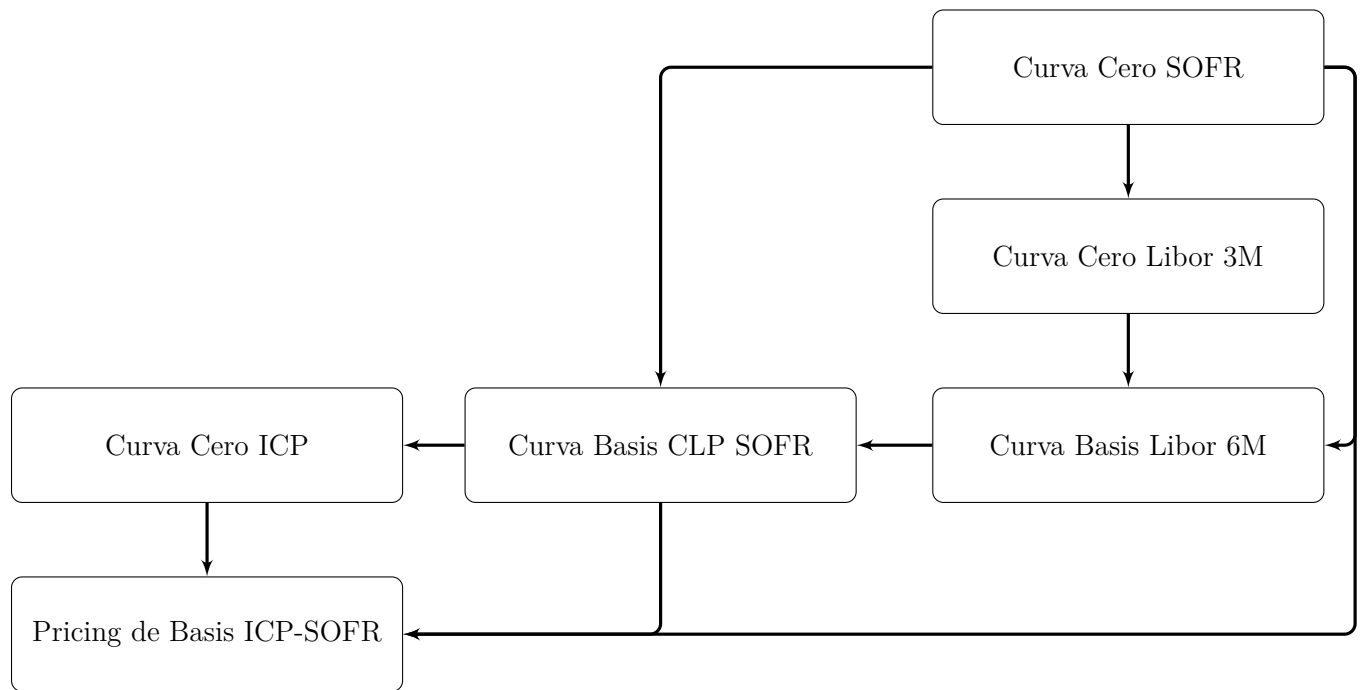 Curva Cero SOFR
Curva Cero Libor 3M
Curva Cero ICP
Curva Basis CLP SOFR
Curva Basis Libor 6M
Pricing de Basis ICP-SOFR